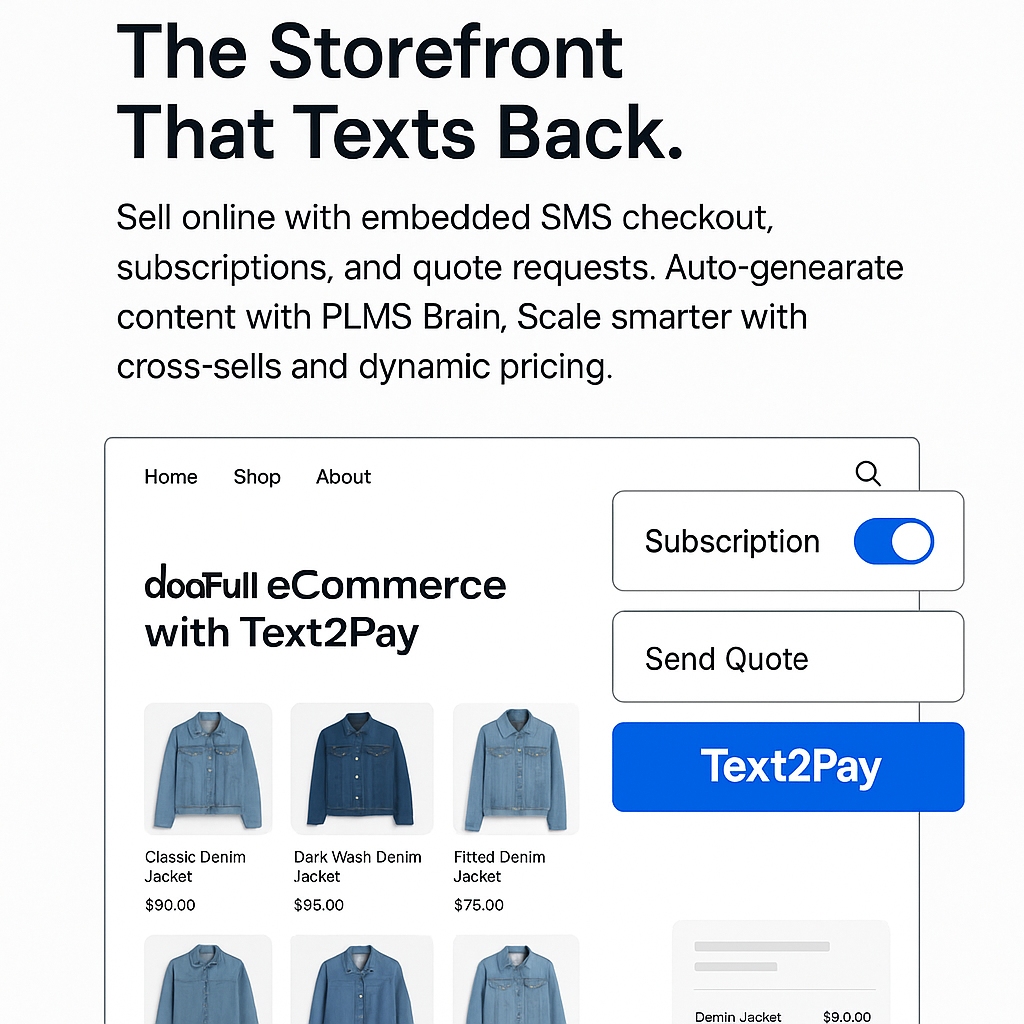 The Storefront
That Texts Back.
Sell online with embedded SMS checkout,
subscriptions, and quote requests. Auto-genearate
content with PLMS Brain, Scale smarter with
cross-sells and dynamic pricing.
Home Shop About
Subscription
Send Quote
Text2Pay
doaFull eCommerce
with Text2Pay
Classic Denim
Jacket
$90.00
Dark Wash Denim
Jacket
$95.00
Fitted Denim
Jacket
$75.00
Demin Jacket $9.0.00